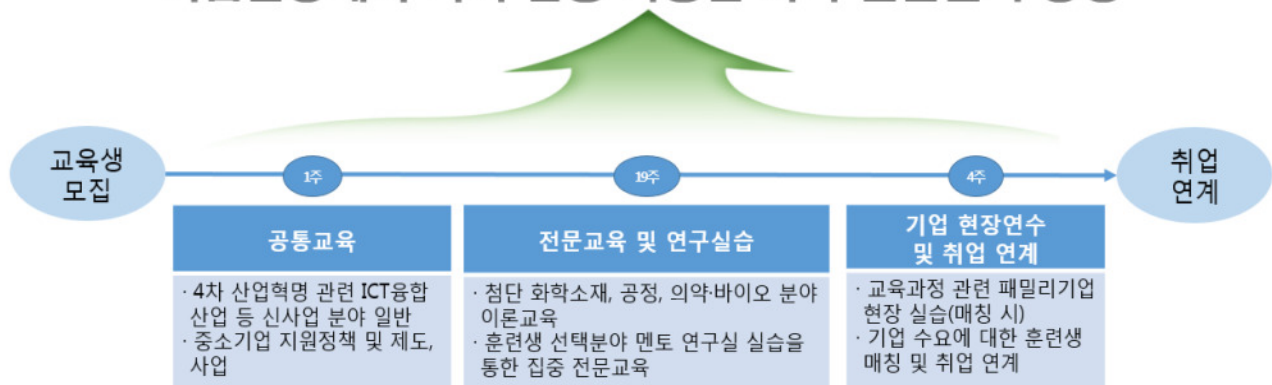 교육생
모집
1주
19주
4주
취업
연계
공통교육
· 4차 산업혁명 관련 ICT융합
산업 등 신사업 분야 일반
· 중소기업 지원정책 및 제도,
사업
전문교육 및 연구실습
· 첨단 화학소재, 공정, 의약·바이오 분야
이론교육
· 훈련생 선택분야 멘토 연구실 실습을
통한 집중 전문교육
기업 현장연수
및 취업 연계
· 교육과정 관련 패밀리기업
현장 실습(매칭 시)
· 기업 수요에 대한 훈련생
매칭 및 취업 연계